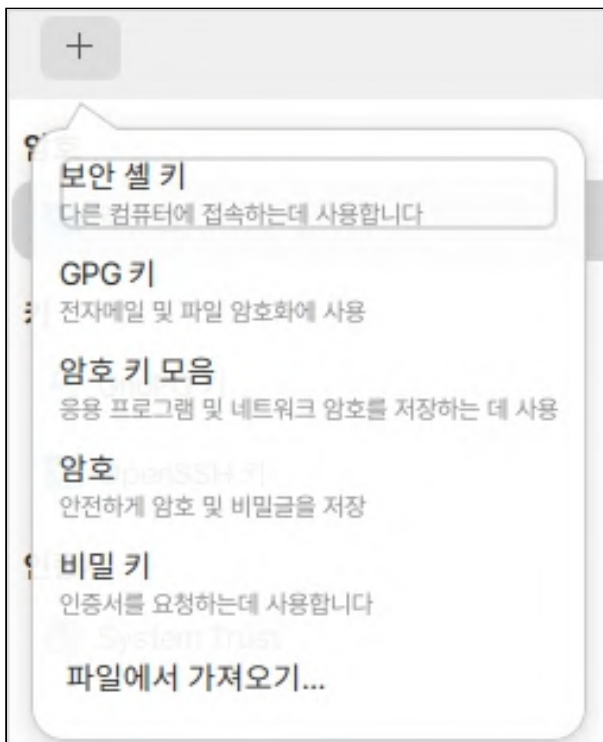 +
보안 셸 키
다른 컴퓨터에 접속하는데 사용합니다
GPG 키
전자메일 및 파일 암호화에 사용
암호 키 모음
응용 프로그램 및 네트워크 암호를 저장하는 데 사용
OpenSSH 키
암호
안전하게 암호 및 비밀글을 저장
비밀 키
인증서를 요청하는데 사용합니다
System Trust
파일에서 가져오기...